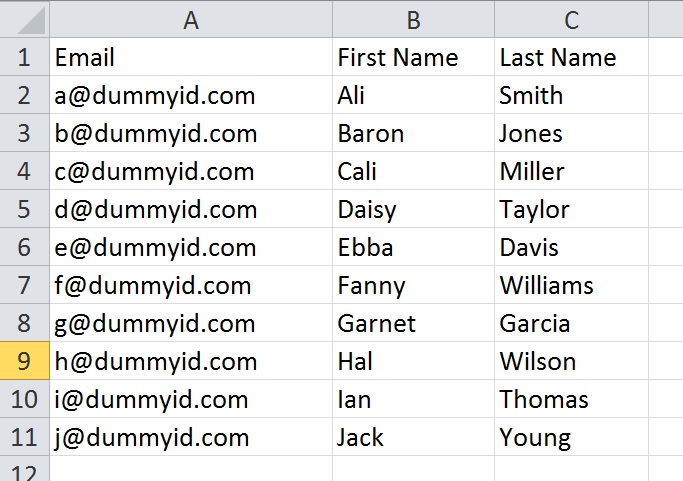 A B C
1 Email First Name Last Name
2 a@dummyid.com Ali Smith
3 b@dummyid.com Baron Jones
4 c@dummyid.com Cali Miller
5 d@dummyid.com Daisy Taylor
6 e@dummyid.com Ebba Davis
7 f@dummyid.com Fanny Williams
8 g@dummyid.com Garnet Garcia
9 h@dummyid.com Hal Wilson
10 i@dummyid.com Ian Thomas
11 j@dummyid.com Jack Young
12